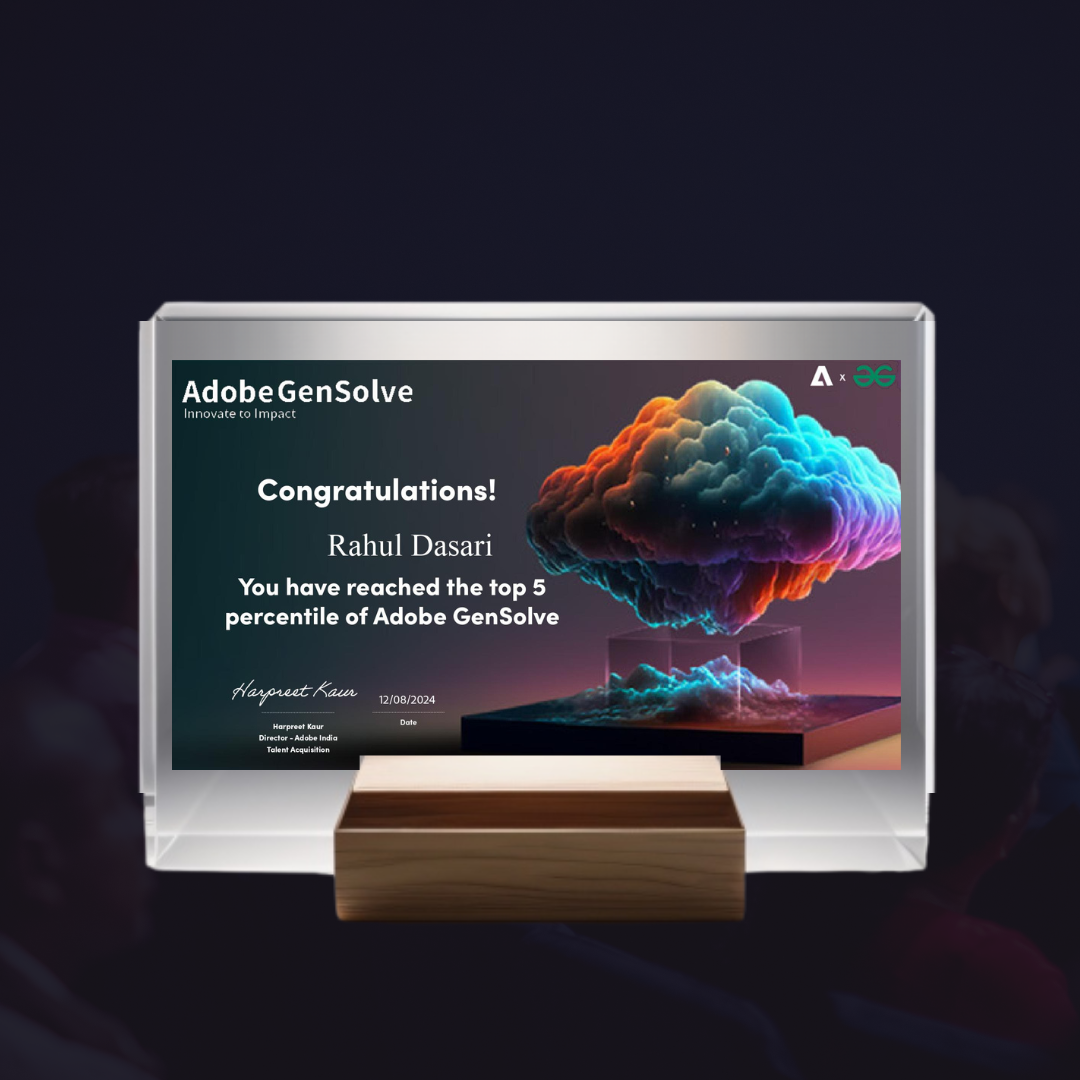 AdobeGenSolve
Innovate to Impact
x
Congratulations!
Rahul Dasari
You have reached the top 5
percentile of Adobe GenSolve
Harpreet Kaur
12/08/2024
Date
Harpreet Kaur
Director - Adobe India
Talent Acquisition